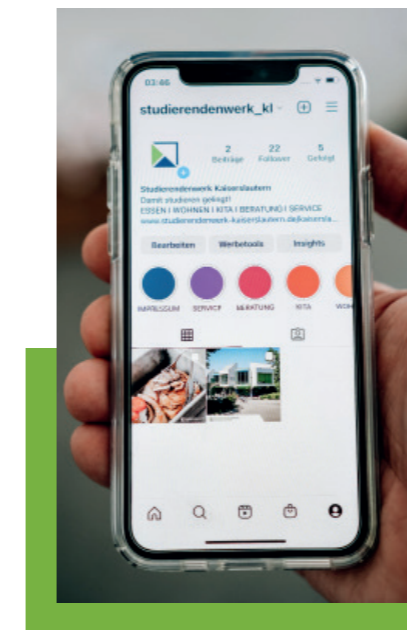 03:46
studierendenwerk_kl
2 22 5
Beiträge Follower Gefolgt
Studierendenwerk Kaiserslautern
Damit studieren gelingt!
ESSEN I WOHNEN I KITA I BERATUNG I SERVICE
www.studierendenwerk-kaiserslautern.de/kaisersla...
Bearbeiten Werbetools Insights
IMPRESSUM SERVICE BERATUNG KITA WOH